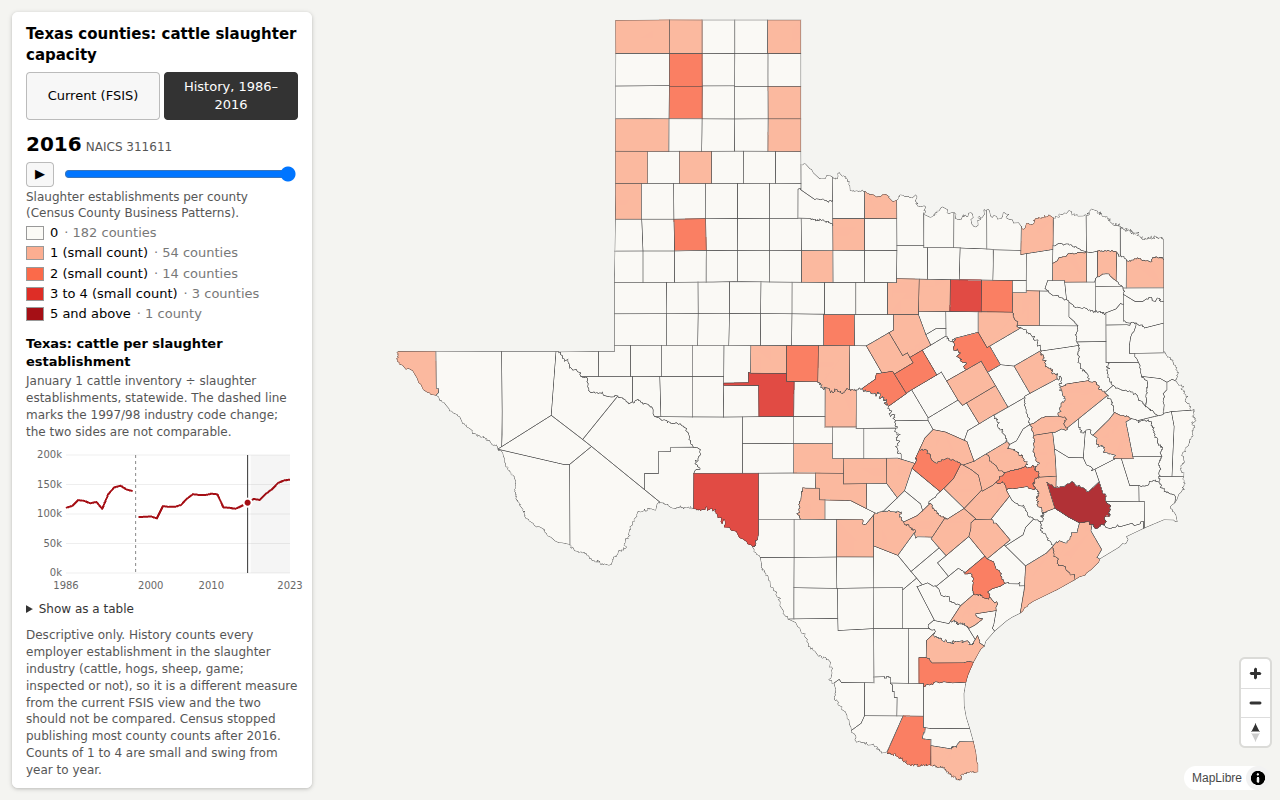 Texas counties: cattle slaughter
capacity
Current (FSIS)
History, 1986–
2016
2016 NAICS 311611
Slaughter establishments per county
(Census County Business Patterns).
0 · 182 counties
1 (small count) · 54 counties
2 (small count) · 14 counties
3 to 4 (small count) · 3 counties
5 and above · 1 county
Texas: cattle per slaughter
establishment
January 1 cattle inventory ÷ slaughter
establishments, statewide. The dashed line
marks the 1997/98 industry code change;
the two sides are not comparable.
200k
150k
100k
50k
0k
1986 2000 2010 2023
Show as a table
Descriptive only. History counts every
employer establishment in the slaughter
industry (cattle, hogs, sheep, game;
inspected or not), so it is a different measure
from the current FSIS view and the two
should not be compared. Census stopped
publishing most county counts after 2016.
Counts of 1 to 4 are small and swing from
year to year.
MapLibre